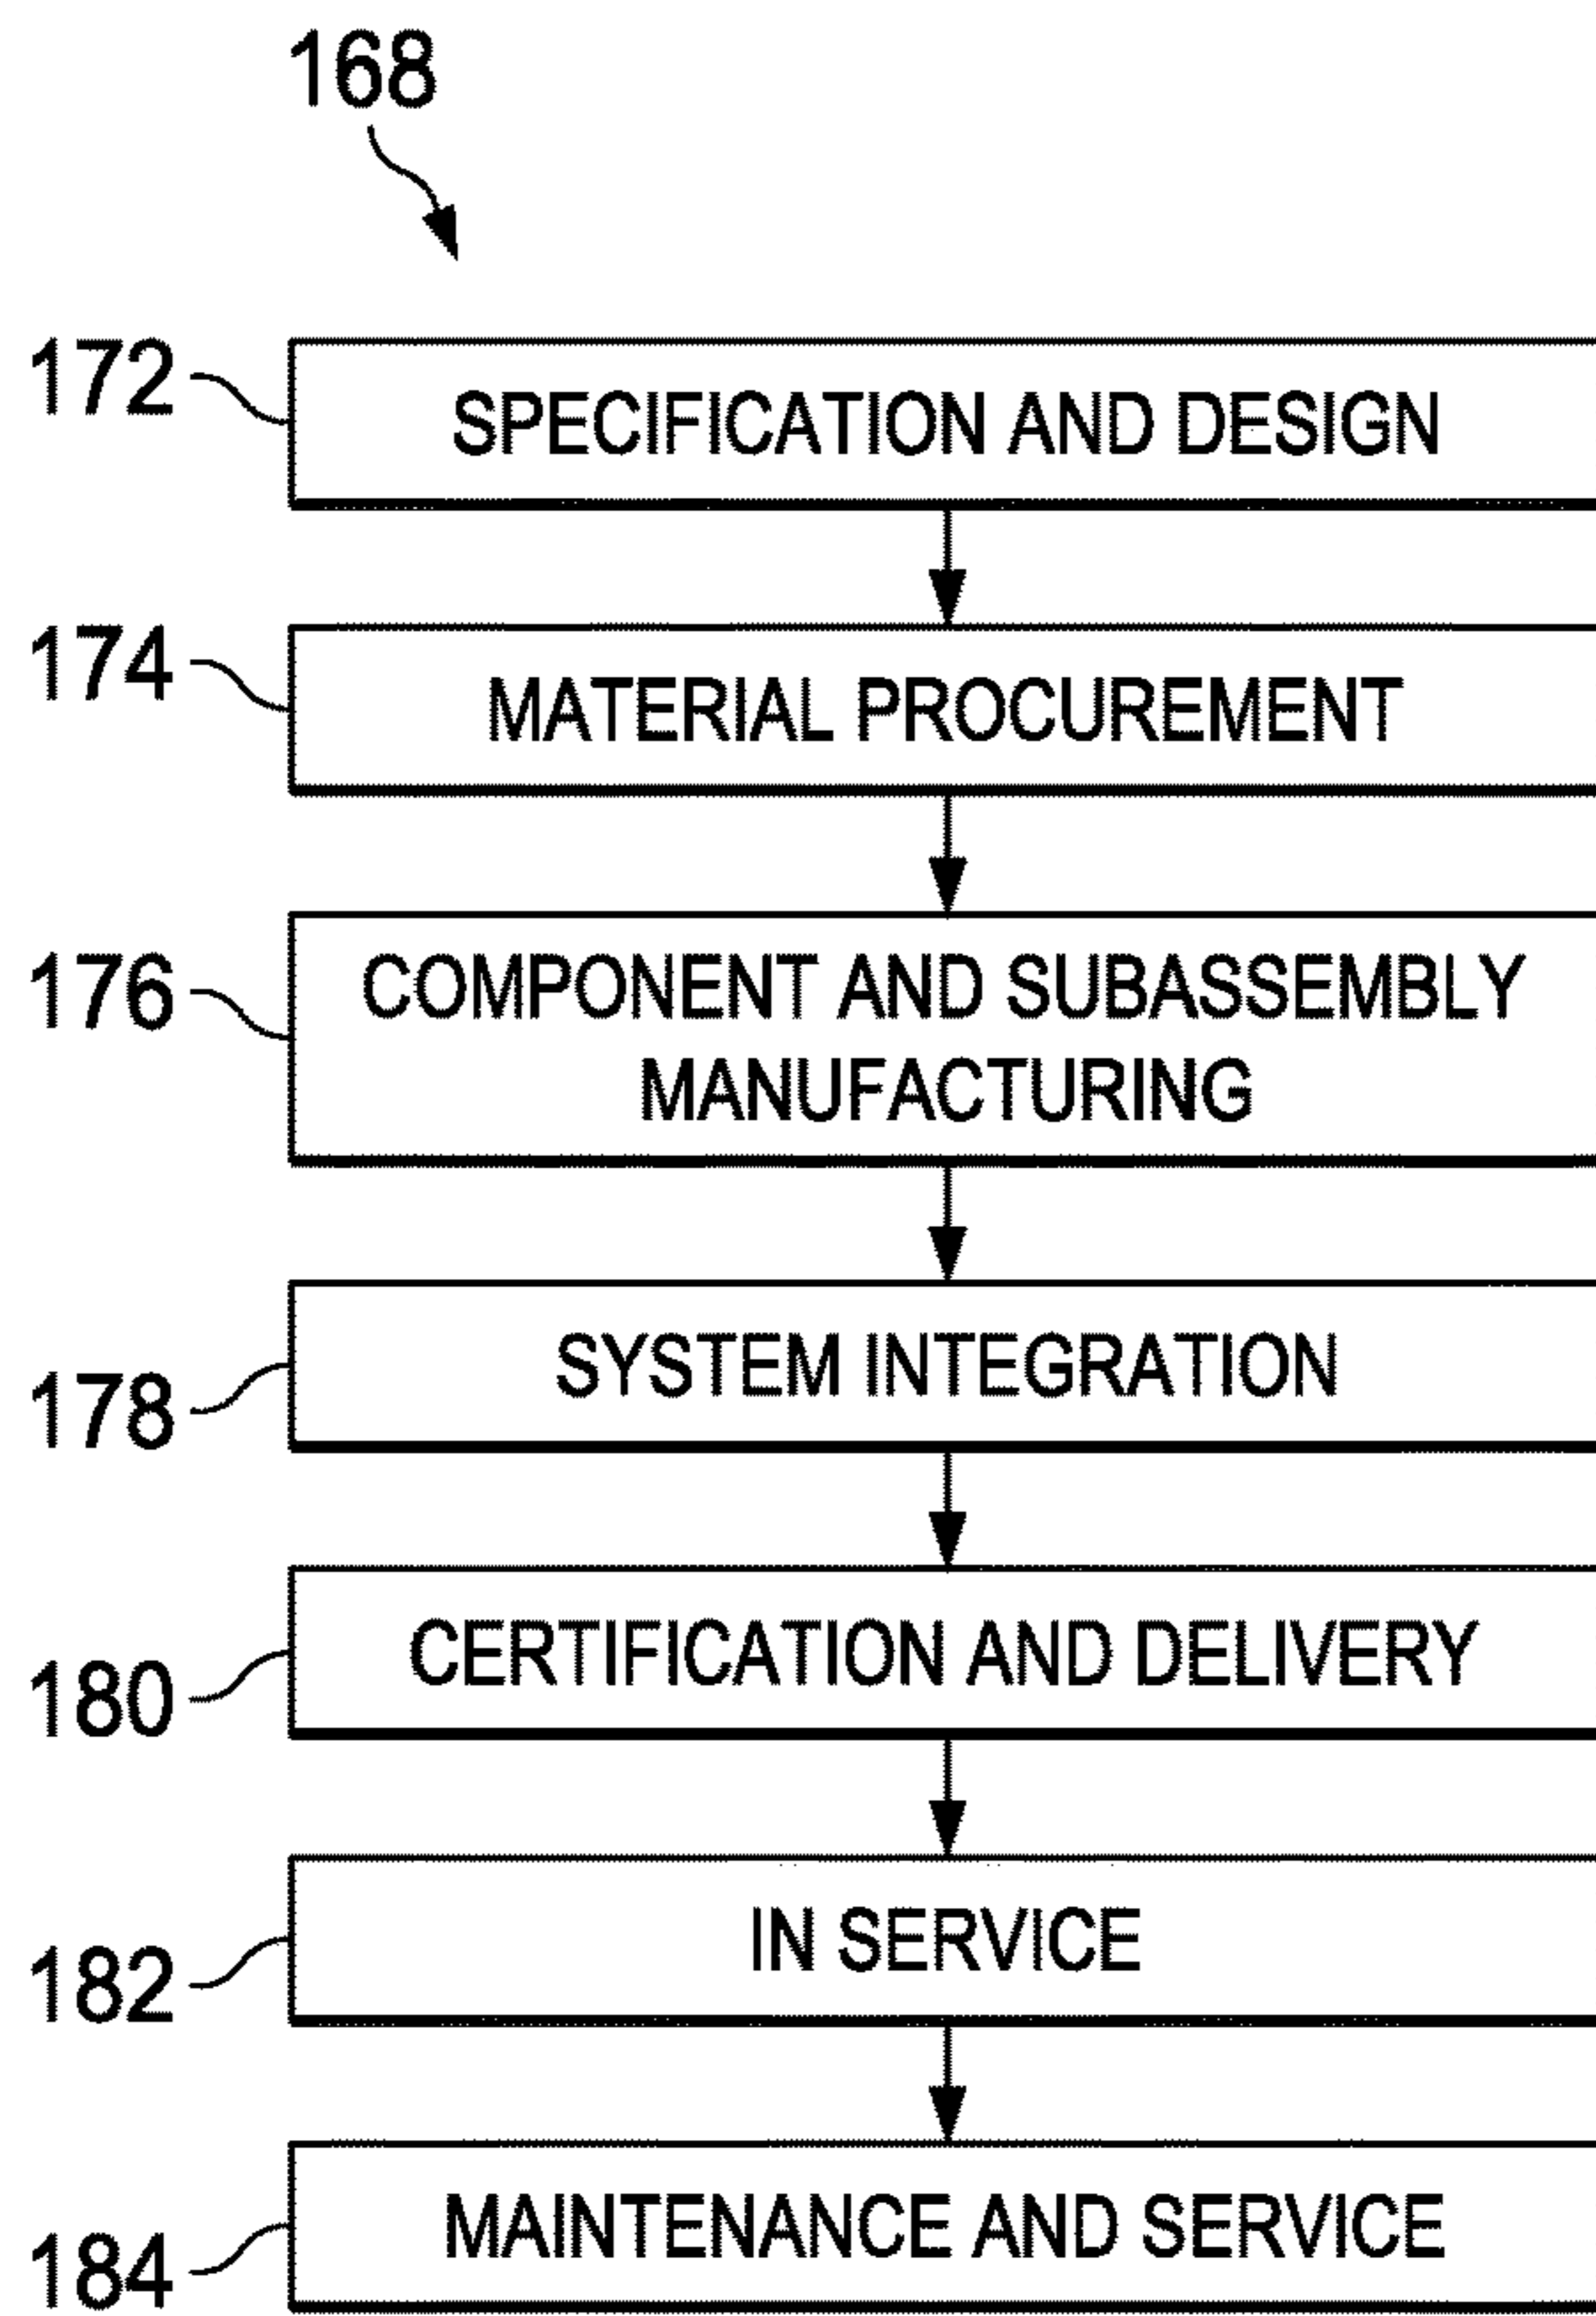 168
172 SPECIFICATION AND DESIGN
174 MATERIAL PROCUREMENT
176 COMPONENT AND SUBASSEMBLY
MANUFACTURING
178 SYSTEM INTEGRATION
180 CERTIFICATION AND DELIVERY
182 IN SERVICE
184 MAINTENANCE AND SERVICE